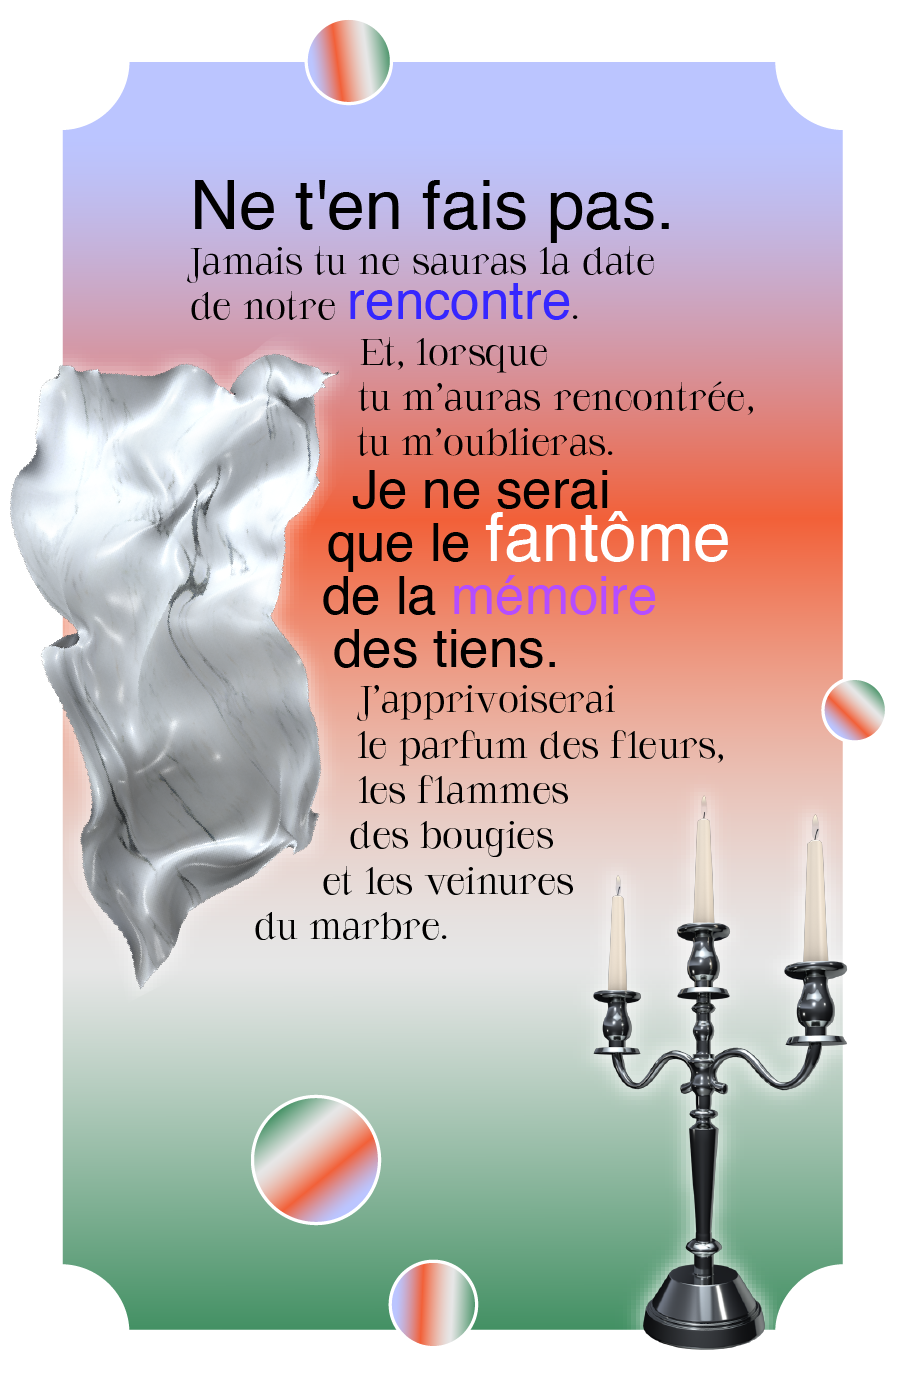 Ne t'en fais pas.
Jamais tu ne sauras la date
de notre rencontre.
Et, lorsque
tu m’auras rencontrée,
tu m’oublieras.
Je ne serai
que le fantôme
de la mémoire
des tiens.
J’apprivoiserai
le parfum des fleurs,
les flammes
des bougies
et les veinures
du marbre.